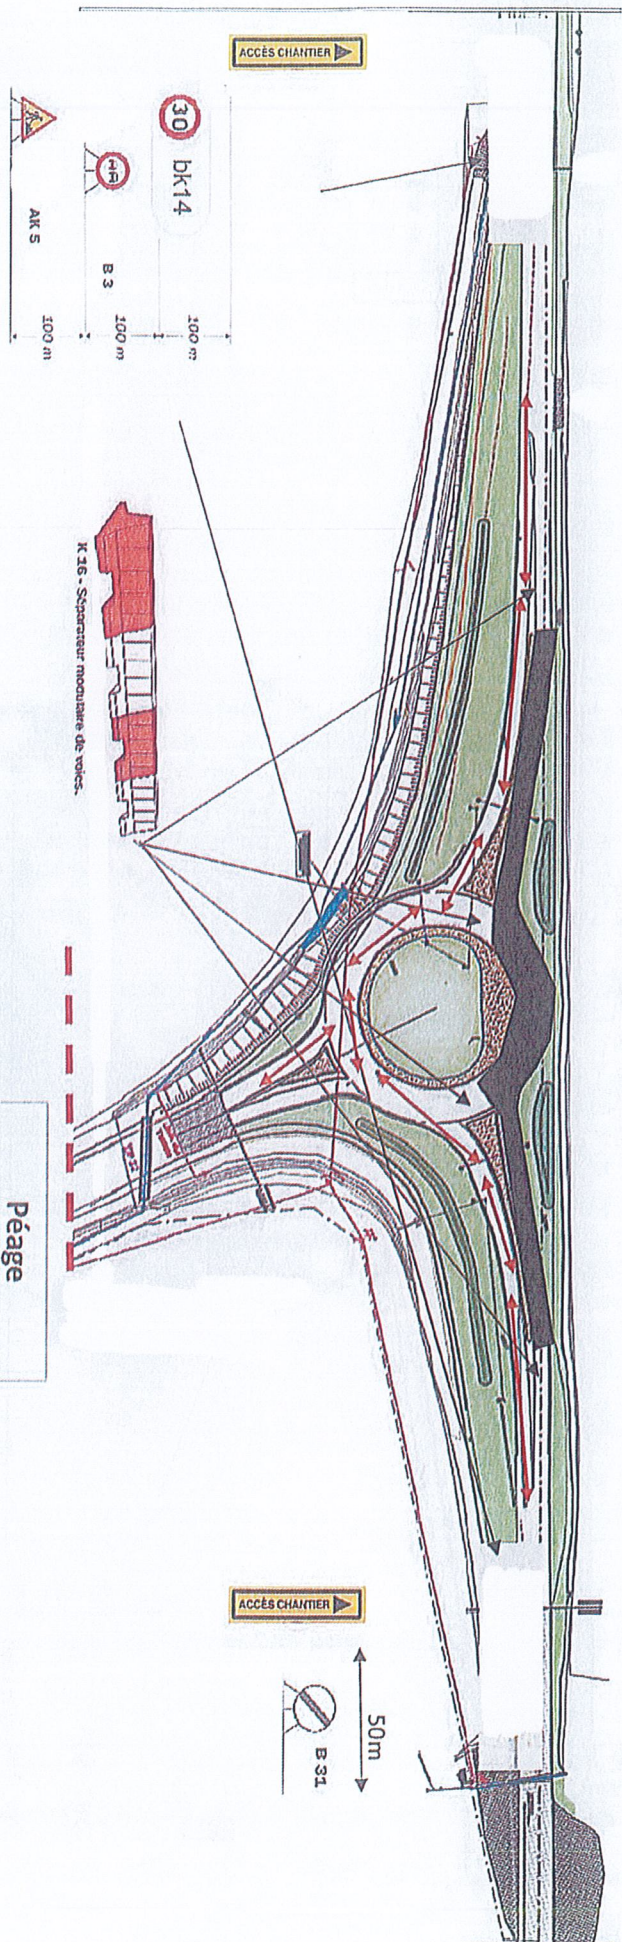 ACCÈS CHANTIER
30
bk14
B 3
AK 5
100 m
100 m
100 m
K 16 - Séparateur modulaire de voies.
Péage
ACCÈS CHANTIER
50m
B 31